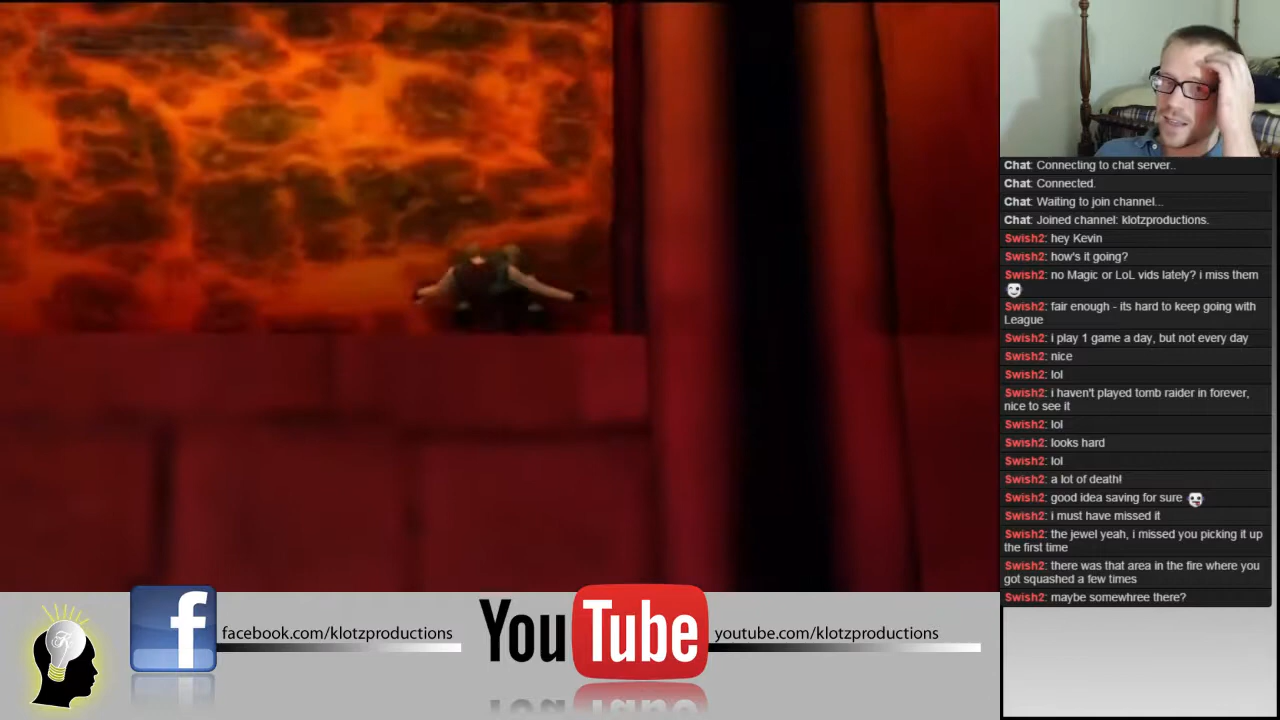 Chat: Connecting to chat server..
Chat: Connected.
Chat: Waiting to join channel...
Chat: Joined channel: klotzproductions.
Swish2: hey Kevin
Swish2: how's it going?
Swish2: no Magic or LoL vids lately? i miss them
Swish2: fair enough - its hard to keep going with
League
Swish2: i play 1 game a day, but not every day
Swish2: nice
Swish2: lol
Swish2: i haven't played tomb raider in forever,
nice to see it
Swish2: lol
Swish2: looks hard
Swish2: lol
Swish2: a lot of death!
Swish2: good idea saving for sure
Swish2: i must have missed it
Swish2: the jewel yeah, i missed you picking it up
the first time
Swish2: there was that area in the fire where you
got squashed a few times
Swish2: maybe somewhree there?
f
facebook.com/klotzproductions
YouTube
youtube.com/klotzproductions